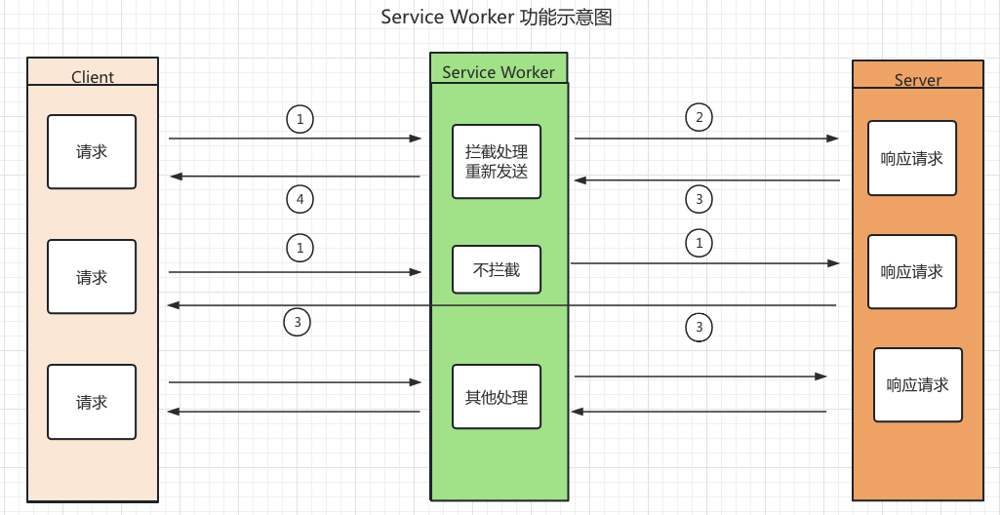 Service Worker 功能示意图
Client
Service Worker
Server
1
2
请求
拦截处理
重新发送
响应请求
4
3
1
1
请求
不拦截
响应请求
3
3
请求
其他处理
响应请求